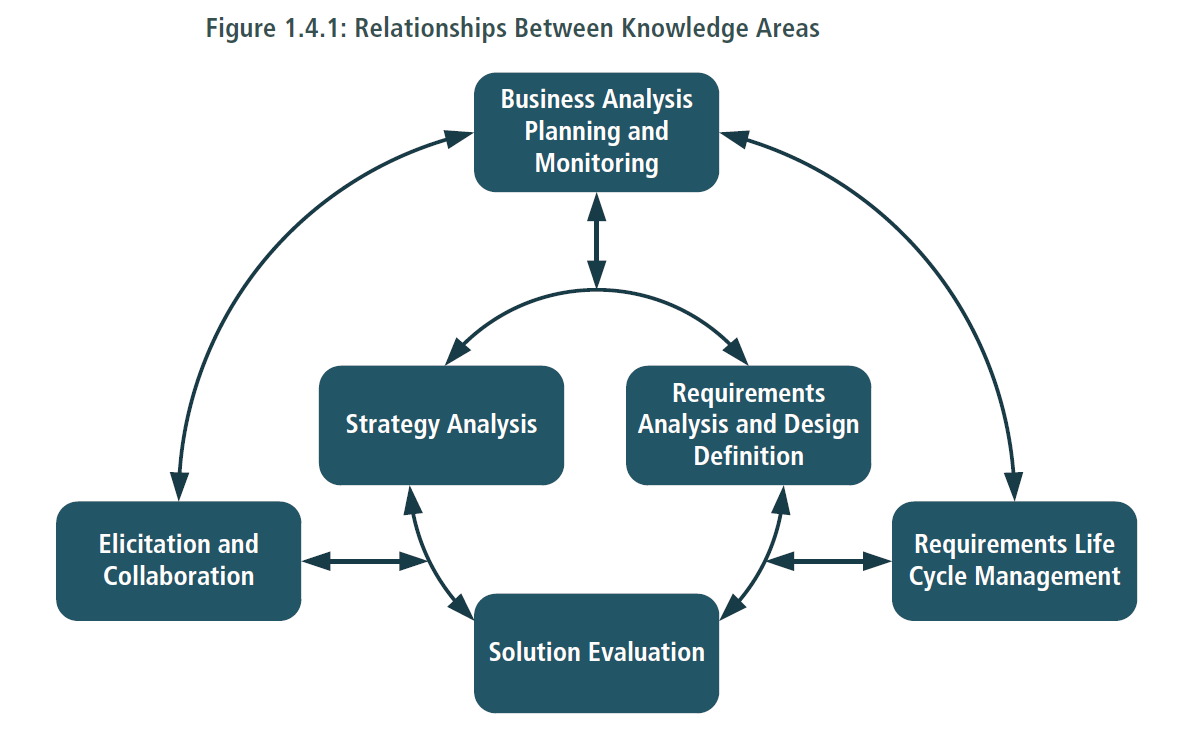 Figure 1.4.1: Relationships Between Knowledge Areas
Business Analysis
Planning and
Monitoring
Strategy Analysis
Requirements
Analysis and Design
Definition
Elicitation and
Collaboration
Requirements Life
Cycle Management
Solution Evaluation